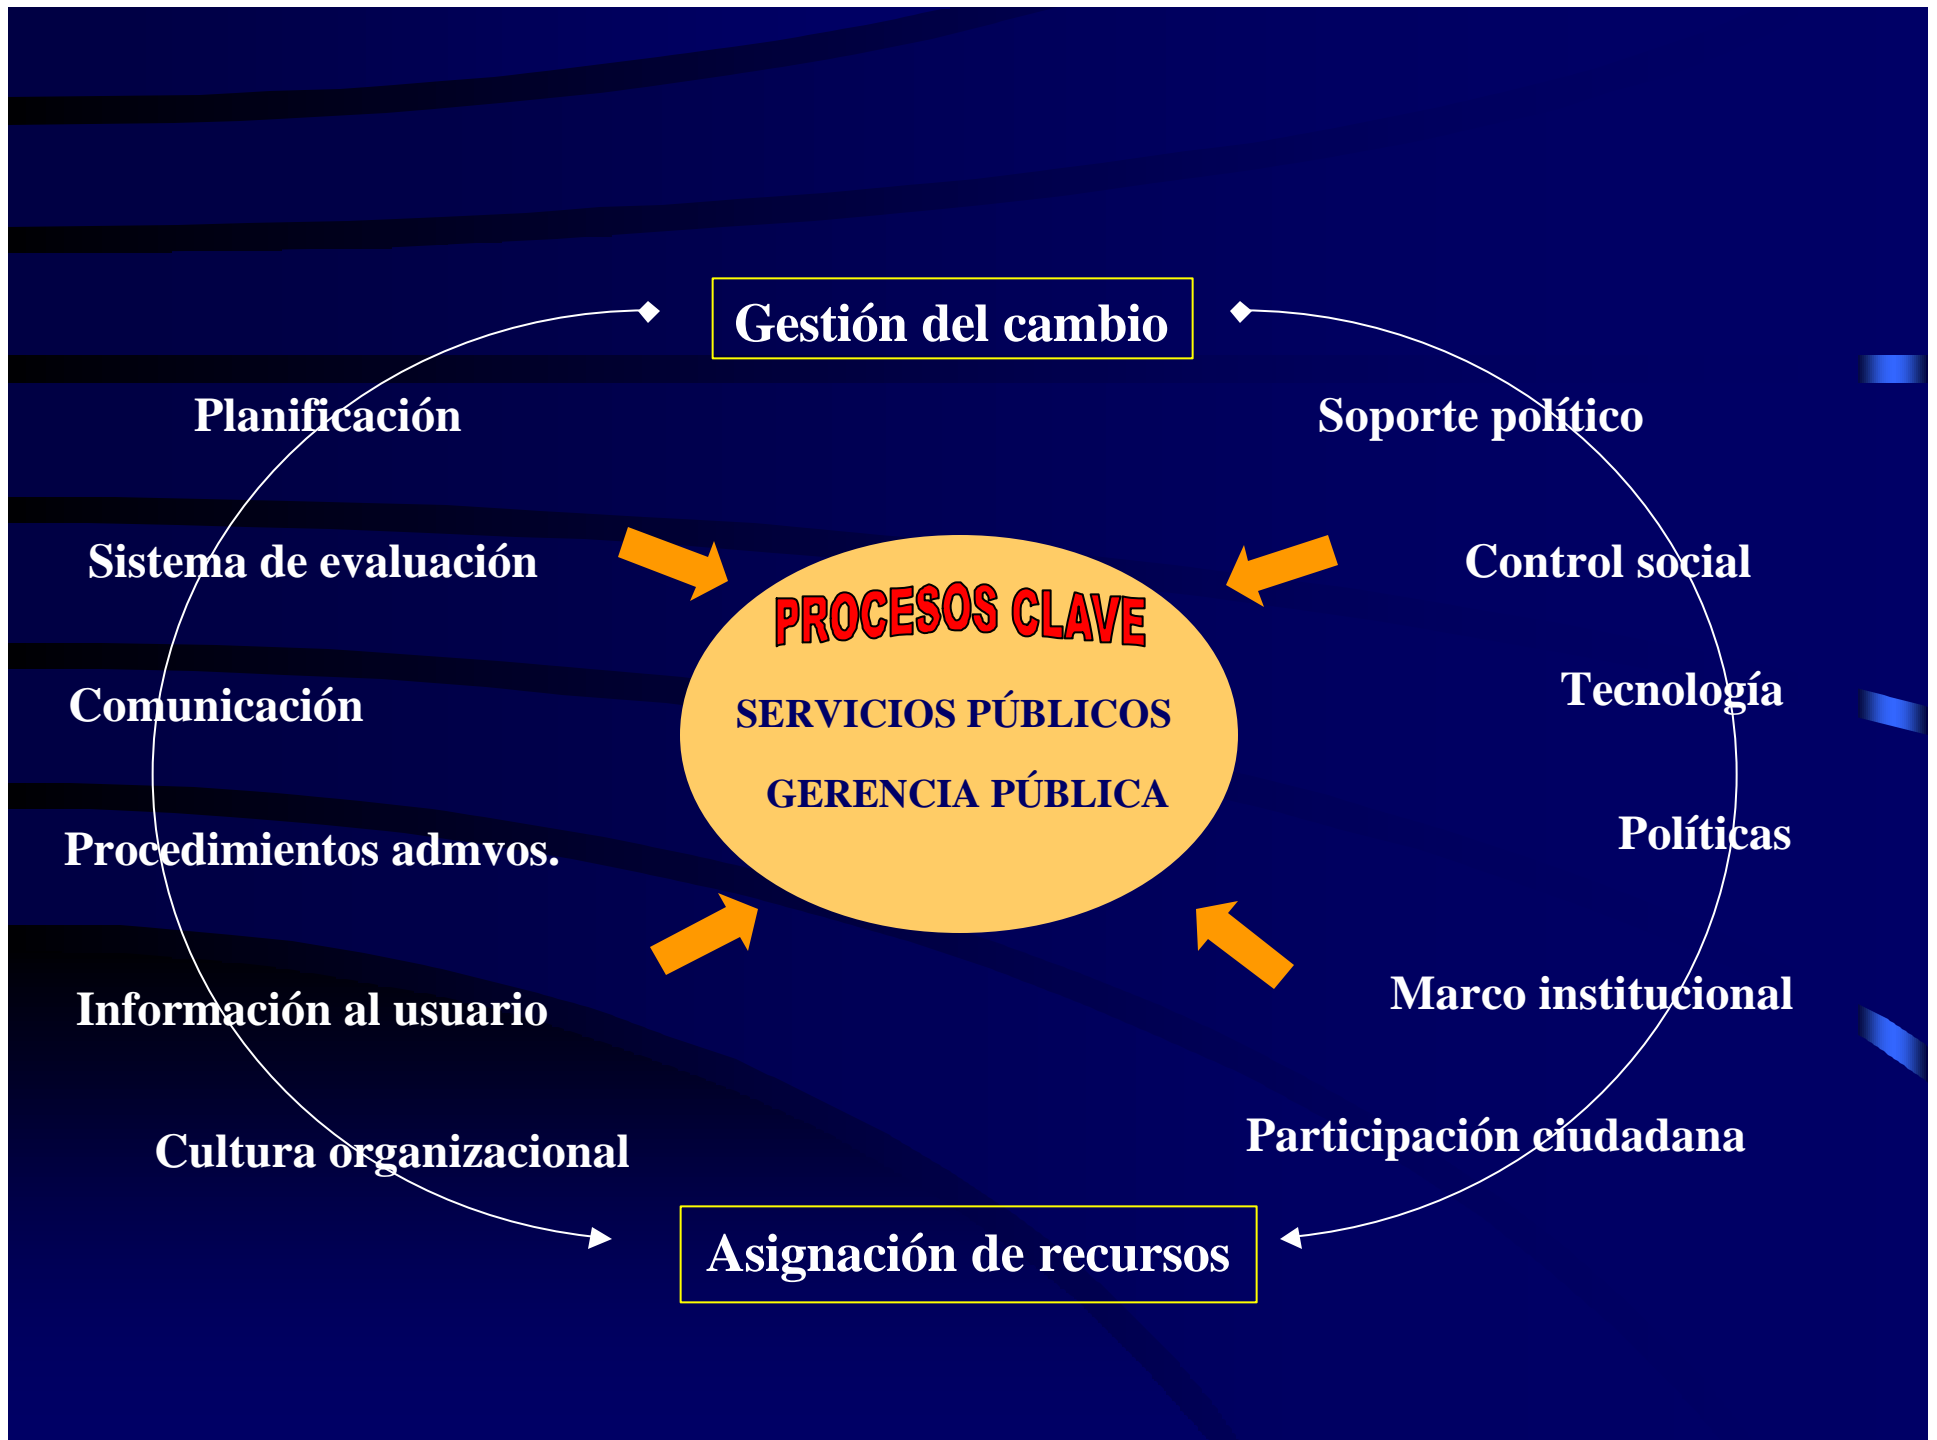 Gestión del cambio
Planificación
Soporte político
Sistema de evaluación
Control social
PROCESOS CLAVE
Comunicación
SERVICIOS PÚBLICOS
Tecnología
GERENCIA PÚBLICA
Procedimientos admvos.
Políticas
Información al usuario
Marco institucional
Cultura organizacional
Participación ciudadana
Asignación de recursos